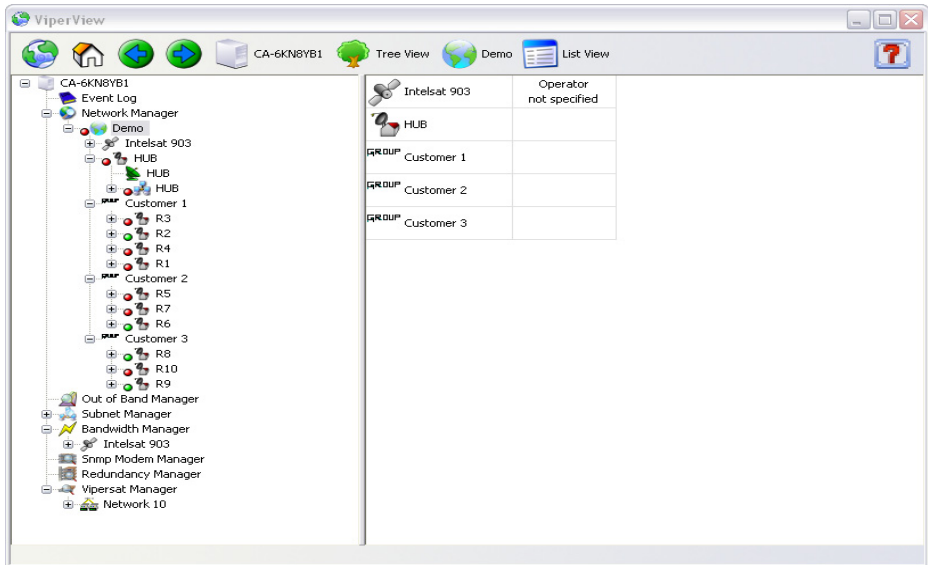 ViperView
CA-6KN8YB1 Tree View Demo List View
CA-6KN8YB1
Event Log
Network Manager
Demo
Intelsat 903
HUB
HUB
HUB
Customer 1
R3
R2
R4
R1
Customer 2
R5
R7
R6
Customer 3
R8
R10
R9
Out of Band Manager
Subnet Manager
Bandwidth Manager
Intelsat 903
Snmp Modem Manager
Redundancy Manager
Vipersat Manager
Network 10
Intelsat 903 Operator
not specified
HUB
GROUP Customer 1
GROUP Customer 2
GROUP Customer 3